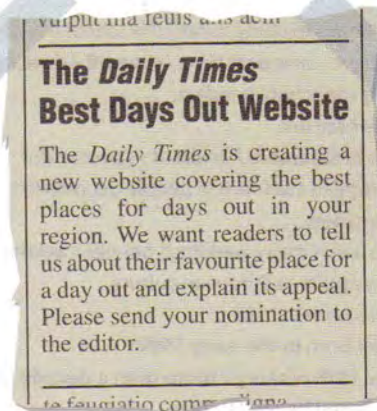 The Daily Times
Best Days Out Website
The Daily Times is creating a
new website covering the best
places for days out in your
region. We want readers to tell
us about their favourite place for
a day out and explain its appeal.
Please send your nomination to
the editor.
te feugiatio